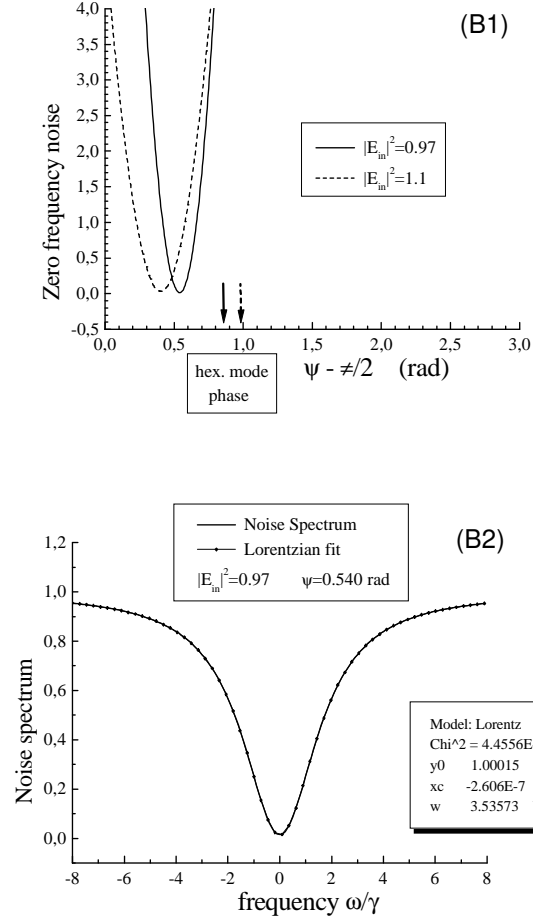 (B1)
4,0
3,5
3,0
2,5
2,0
1,5
1,0
0,5
0,0
-0,5
Zero frequency noise
|E_in|^2=0.97
|E_in|^2=1.1
0,0 0,5 1,0 1,5 2,0 2,5 3,0
hex. mode
phase
ψ - ≠/2 (rad)
(B2)
Noise Spectrum
Lorentzian fit
|E_in|^2=0.97 ψ=0.540 rad
1,2
1,0
0,8
0,6
0,4
0,2
0,0
Noise spectrum
Model: Lorentz
Chi^2 = 4.4556E
y0 1.00015
xc -2.606E-7
w 3.53573
-8 -6 -4 -2 0 2 4 6 8
frequency ω/γ